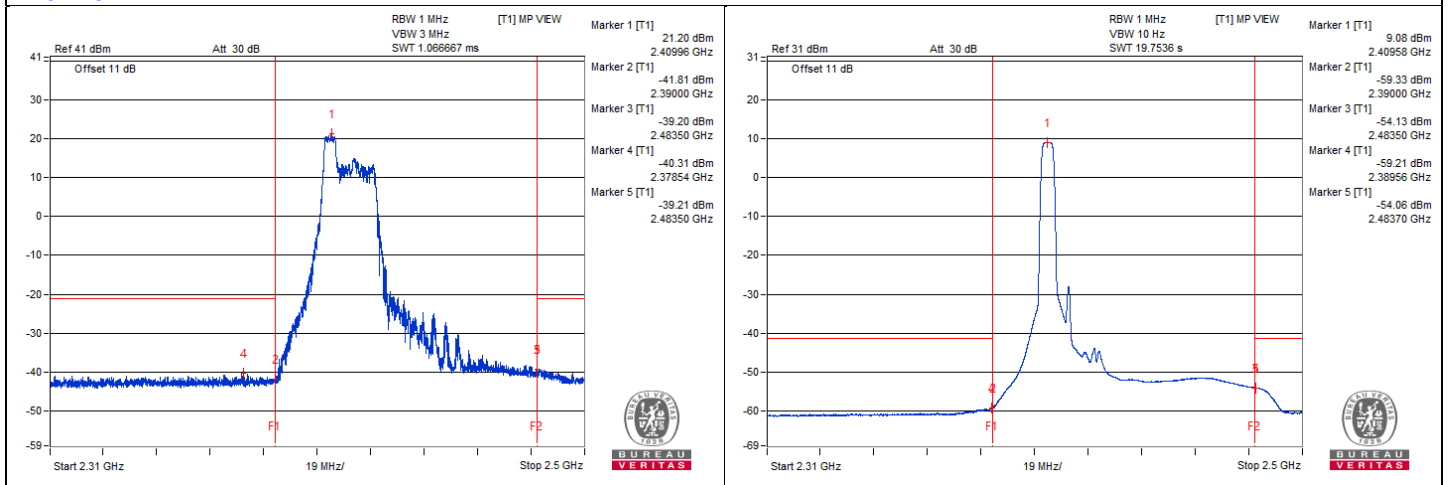 RBW 1 MHz [T1] MP VIEW
VBW 3 MHz
Ref 41 dBm Att 30 dB SWT 1.066667 ms
Marker 1 [T1]
21.20 dBm
2.40996 GHz
Marker 2 [T1]
-41.81 dBm
2.39000 GHz
Marker 3 [T1]
-39.20 dBm
2.48350 GHz
Marker 4 [T1]
-40.31 dBm
2.37854 GHz
Marker 5 [T1]
-39.21 dBm
2.48350 GHz
41
Offset 11 dB
30
20
10
0
-10
-20
-30
-40
-50
-59
1
4
2
5
F1
F2
Start 2.31 GHz 19 MHz/ Stop 2.5 GHz
BUREAU VERITAS
1828
BUREAU
VERITAS
RBW 1 MHz [T1] MP VIEW
VBW 10 Hz
Ref 31 dBm Att 30 dB SWT 19.7536 s
Marker 1 [T1]
9.08 dBm
2.40958 GHz
Marker 2 [T1]
-59.33 dBm
2.39000 GHz
Marker 3 [T1]
-54.13 dBm
2.48350 GHz
Marker 4 [T1]
-59.21 dBm
2.38956 GHz
Marker 5 [T1]
-54.06 dBm
2.48370 GHz
31
Offset 11 dB
20
10
0
-10
-20
-30
-40
-50
-60
-69
1
2
F1
F2
Start 2.31 GHz 19 MHz/ Stop 2.5 GHz
BUREAU VERITAS
1828
BUREAU
VERITAS